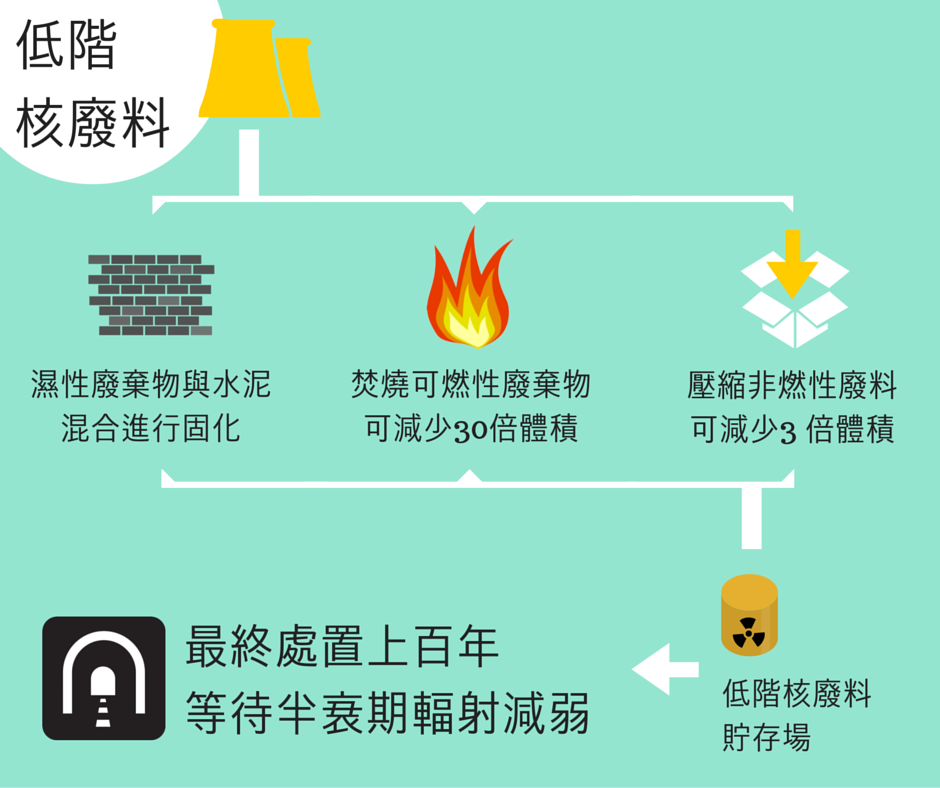 低階
核廢料
濕性廢棄物與水泥
混合進行固化
焚燒可燃性廢棄物
可減少30倍體積
壓縮非燃性廢料
可減少3 倍體積
低階核廢料
貯存場
最終處置上百年
等待半衰期輻射減弱